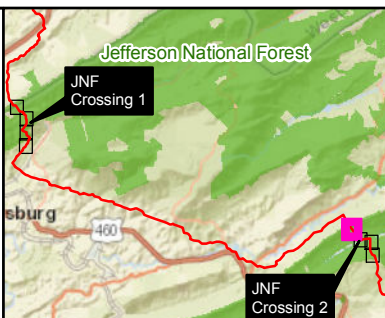 Jefferson National Forest
JNF
Crossing 1
sburg
460
JNF
Crossing 2